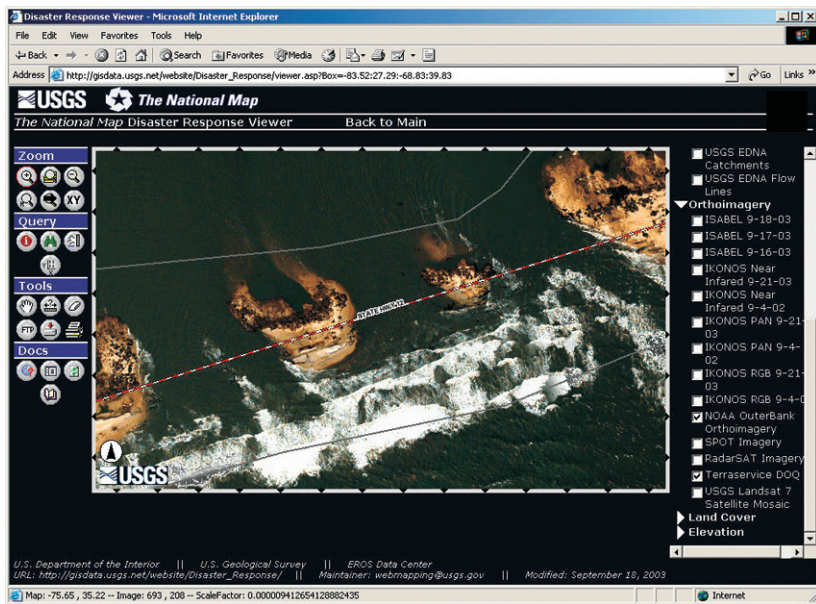 Disaster Response Viewer - Microsoft Internet Explorer
File Edit View Favorites Tools Help
Back Search Favorites Media
Address http://gisdata.usgs.net/website/Disaster_Response/viewer.asp?Box=-83.52:27.29:-68.83:39.83 Go Links »
USGS The National Map
The National Map Disaster Response Viewer Back to Main
Zoom
XY
Query
Tools
FTP
Docs
STATE HWY 12
USGS
USGS EDNA
Catchments
USGS EDNA Flow
Lines
Orthoimagery
ISABEL 9-18-03
ISABEL 9-17-03
ISABEL 9-16-03
IKONOS Near
Infared 9-21-03
IKONOS Near
Infared 9-4-02
IKONOS PAN 9-21-
03
IKONOS PAN 9-4-
02
IKONOS RGB 9-21-
03
IKONOS RGB 9-4-0
NOAA OuterBank
Orthoimagery
SPOT Imagery
RadarSAT Imagery
Terraservice DOQ
USGS Landsat 7
Satellite Mosaic
Land Cover
Elevation
U.S. Department of the Interior || U.S. Geological Survey || EROS Data Center
URL: http://gisdata.usgs.net/website/Disaster_Response/ || Maintainer: webmapping@usgs.gov || Modified: September 18, 2003
Map: -75.65 , 35.22 -- Image: 693 , 208 -- ScaleFactor: 0.000009412654128882435 Internet